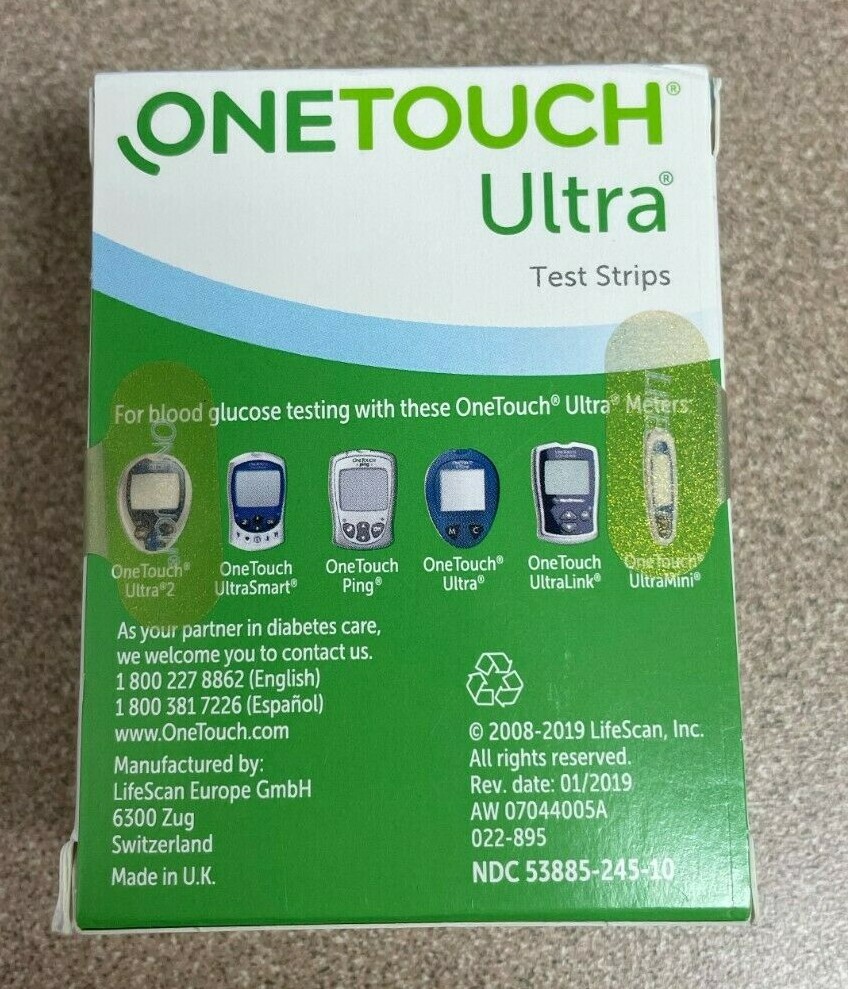 ONETOUCH®
Ultra®
Test Strips
For blood glucose testing with these OneTouch® Ultra® Meters:
OneTouch® Ultra®2
OneTouch UltraSmart®
OneTouch Ping®
OneTouch® Ultra®
OneTouch UltraLink®
OneTouch® UltraMini®
As your partner in diabetes care,
we welcome you to contact us.
1 800 227 8862 (English)
1 800 381 7226 (Español)
www.OneTouch.com
Manufactured by:
LifeScan Europe GmbH
6300 Zug
Switzerland
Made in U.K.
© 2008-2019 LifeScan, Inc.
All rights reserved.
Rev. date: 01/2019
AW 07044005A
022-895
NDC 53885-245-10